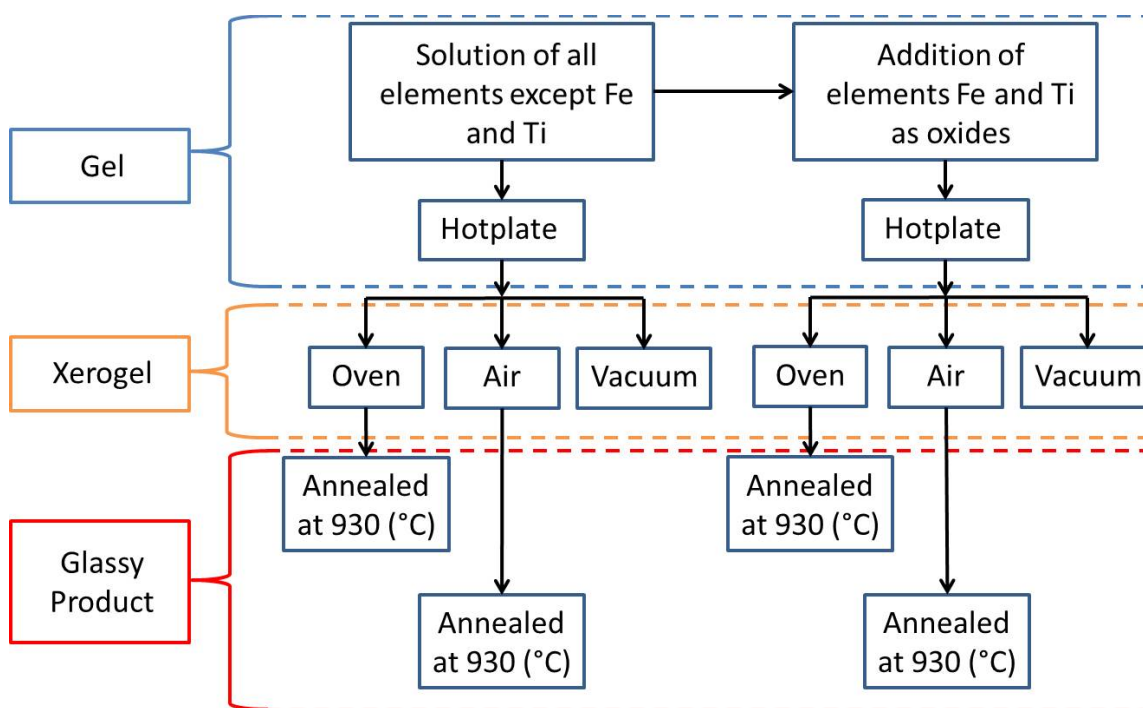 Solution of all
elements except Fe
and Ti
Addition of
elements Fe and Ti
as oxides
Gel
Hotplate
Hotplate
Xerogel
Oven
Air
Vacuum
Oven
Air
Vacuum
Glassy
Product
Annealed
at 930 (°C)
Annealed
at 930 (°C)
Annealed
at 930 (°C)
Annealed
at 930 (°C)